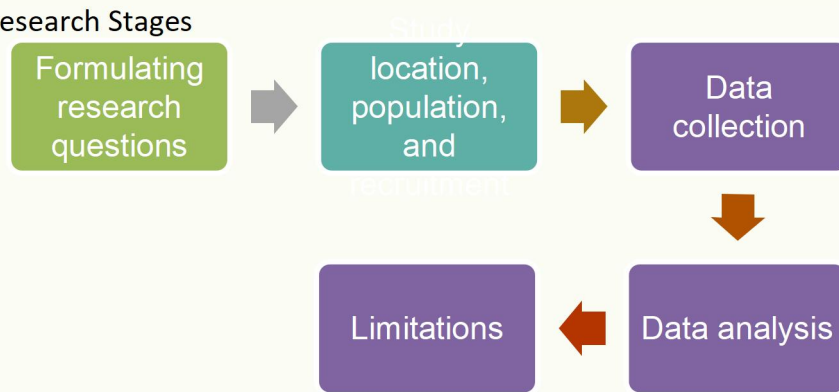 esearch Stages
Formulating
research
questions
Study
location,
population,
and
recruitment
Data
collection
Limitations
Data analysis